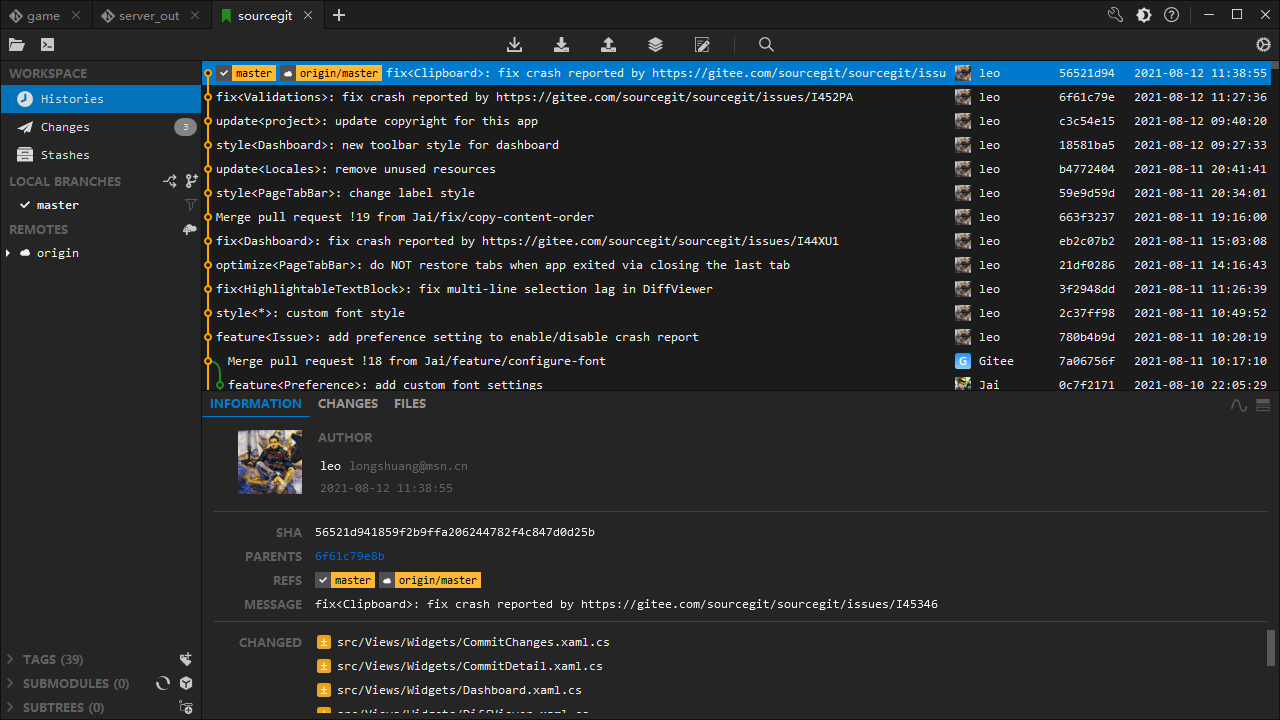 game server_out sourcegit
WORKSPACE
Histories
Changes 3
Stashes
LOCAL BRANCHES
master
REMOTES
origin
TAGS (39)
SUBMODULES (0)
SUBTREES (0)
master origin/master fix<Clipboard>: fix crash reported by https://gitee.com/sourcegit/sourcegit/issu leo 56521d94 2021-08-12 11:38:55
fix<Validations>: fix crash reported by https://gitee.com/sourcegit/sourcegit/issues/I452PA leo 6f61c79e 2021-08-12 11:27:36
update<project>: update copyright for this app leo c3c54e15 2021-08-12 09:40:20
style<Dashboard>: new toolbar style for dashboard leo 18581ba5 2021-08-12 09:27:33
update<Locales>: remove unused resources leo b4772404 2021-08-11 20:41:41
style<PageTabBar>: change label style leo 59e9d59d 2021-08-11 20:34:01
Merge pull request !19 from Jai/fix/copy-content-order leo 663f3237 2021-08-11 19:16:00
fix<Dashboard>: fix crash reported by https://gitee.com/sourcegit/sourcegit/issues/I44XU1 leo eb2c07b2 2021-08-11 15:03:08
optimize<PageTabBar>: do NOT restore tabs when app exited via closing the last tab leo 21df0286 2021-08-11 14:16:43
fix<HighlightableTextBlock>: fix multi-line selection lag in DiffViewer leo 3f2948dd 2021-08-11 11:26:39
style<*>: custom font style leo 2c37ff98 2021-08-11 10:49:52
feature<Issue>: add preference setting to enable/disable crash report leo 780b4b9d 2021-08-11 10:20:19
Merge pull request !18 from Jai/feature/configure-font G Gitee 7a06756f 2021-08-11 10:17:10
feature<Preference>: add custom font settings Jai 0c7f2171 2021-08-10 22:05:29
INFORMATION CHANGES FILES
AUTHOR
leo longshuang@msn.cn
2021-08-12 11:38:55
SHA 56521d941859f2b9ffa206244782f4c847d0d25b
PARENTS 6f61c79e8b
REFS master origin/master
MESSAGE fix<Clipboard>: fix crash reported by https://gitee.com/sourcegit/sourcegit/issues/I45346
CHANGED ± src/Views/Widgets/CommitChanges.xaml.cs
± src/Views/Widgets/CommitDetail.xaml.cs
± src/Views/Widgets/Dashboard.xaml.cs
± src/Views/Widgets/DiffViewer.xaml.cs